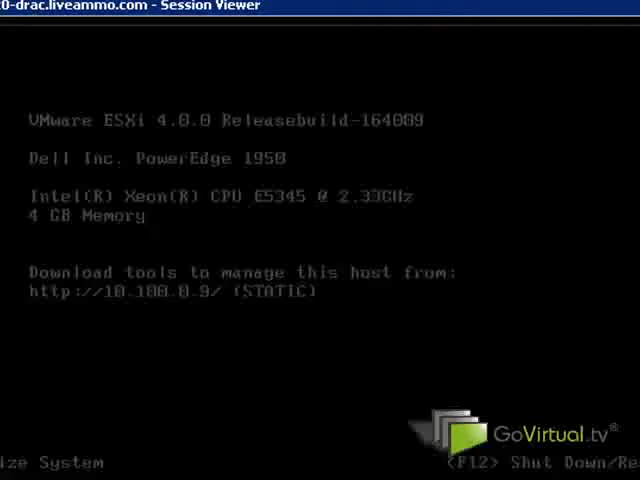 0-drac.liveammo.com - Session Viewer
VMware ESXi 4.0.0 Releasebuild-164009
Dell Inc. PowerEdge 1950
Intel(R) Xeon(R) CPU E5345 @ 2.33GHz
4 GB Memory
Download tools to manage this host from:
http://10.100.0.9/ (STATIC)
GoVirtual.tv®
ize System
<F12> Shut Down/Re